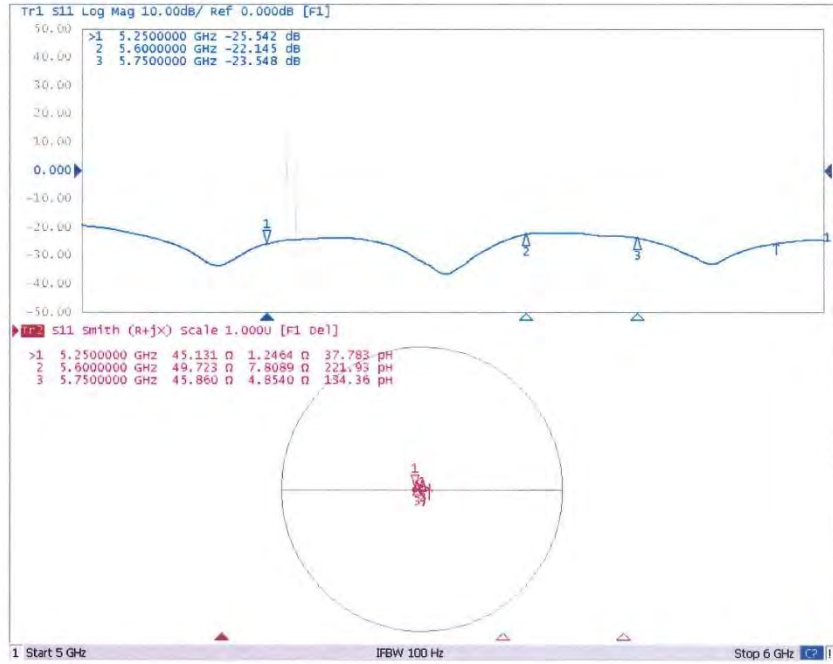 Tr1 S11 Log Mag 10.00dB/ Ref 0.000dB [F1]
50.00
>1 5.2500000 GHz -25.542 dB
2 5.6000000 GHz -22.145 dB
40.00
3 5.7500000 GHz -23.548 dB
30.00
20.00
10.00
0.000
-10.00
-20.00
1
1
-30.00
2
3
-40.00
-50.00
Tr2 S11 Smith (R+jX) Scale 1.000U [F1 Del]
>1 5.2500000 GHz 45.131 Ω 1.2464 Ω 37.783 pH
2 5.6000000 GHz 49.723 Ω 7.8089 Ω 221.93 pH
3 5.7500000 GHz 45.860 Ω 4.8540 Ω 134.36 pH
1
1 Start 5 GHz IFBW 100 Hz Stop 6 GHz C? !